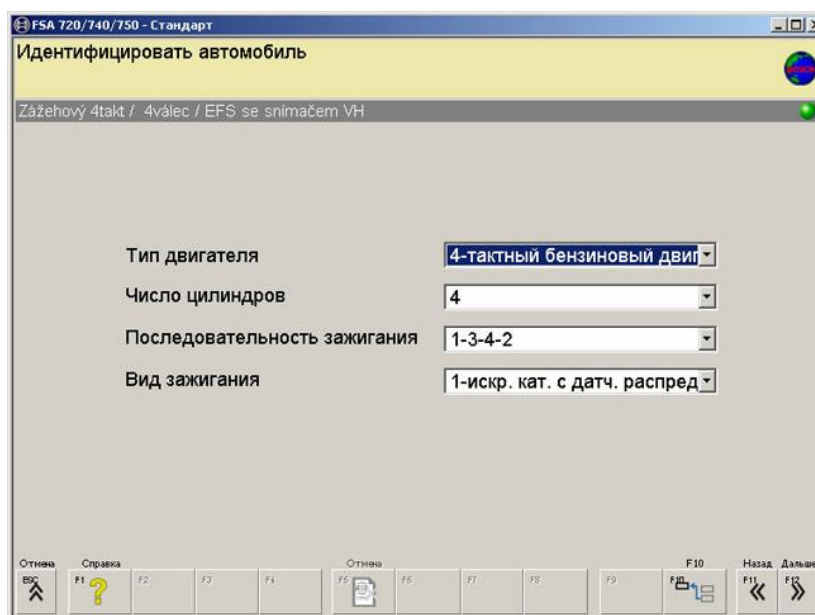 FSA 720/740/750 - Стандарт
Идентифицировать автомобиль
Zážehový 4takt / 4válec / EFS se snímačem VH
Тип двигателя 4-тактный бензиновый двиг
Число цилиндров 4
Последовательность зажигания 1-3-4-2
Вид зажигания 1-искр. кат. с датч. распред
Отмена Справка Отмена F10 Назад Дальше
ESC F1 F2 F3 F4 F5 F6 F7 F8 F9 F10 F11 F12